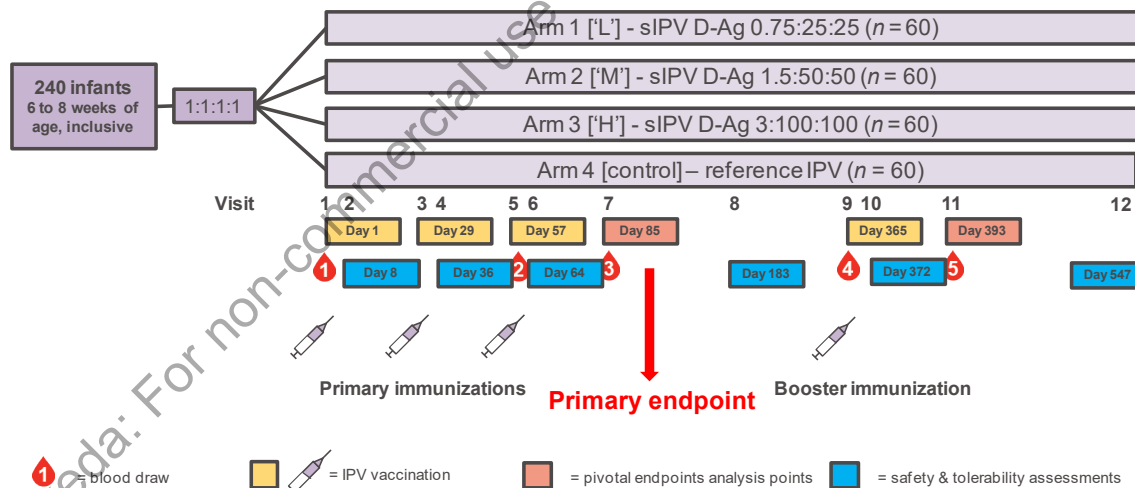 Arm 1 ['L'] - sIPV D-Ag 0.75:25:25 (n = 60)
240 infants
6 to 8 weeks of
age, inclusive
1:1:1:1
Arm 2 ['M'] - sIPV D-Ag 1.5:50:50 (n = 60)
Arm 3 ['H'] - sIPV D-Ag 3:100:100 (n = 60)
Arm 4 [control] – reference IPV (n = 60)
Visit 1 2 3 4 5 6 7 8 9 10 11 12
Day 1 Day 29 Day 57 Day 85 Day 365 Day 393
1 Day 8 Day 36 2 Day 64 3 Day 183 4 Day 372 5 Day 547
Primary immunizations Booster immunization
Primary endpoint
1 = blood draw = IPV vaccination = pivotal endpoints analysis points = safety & tolerability assessments
eda: For non-commercial use